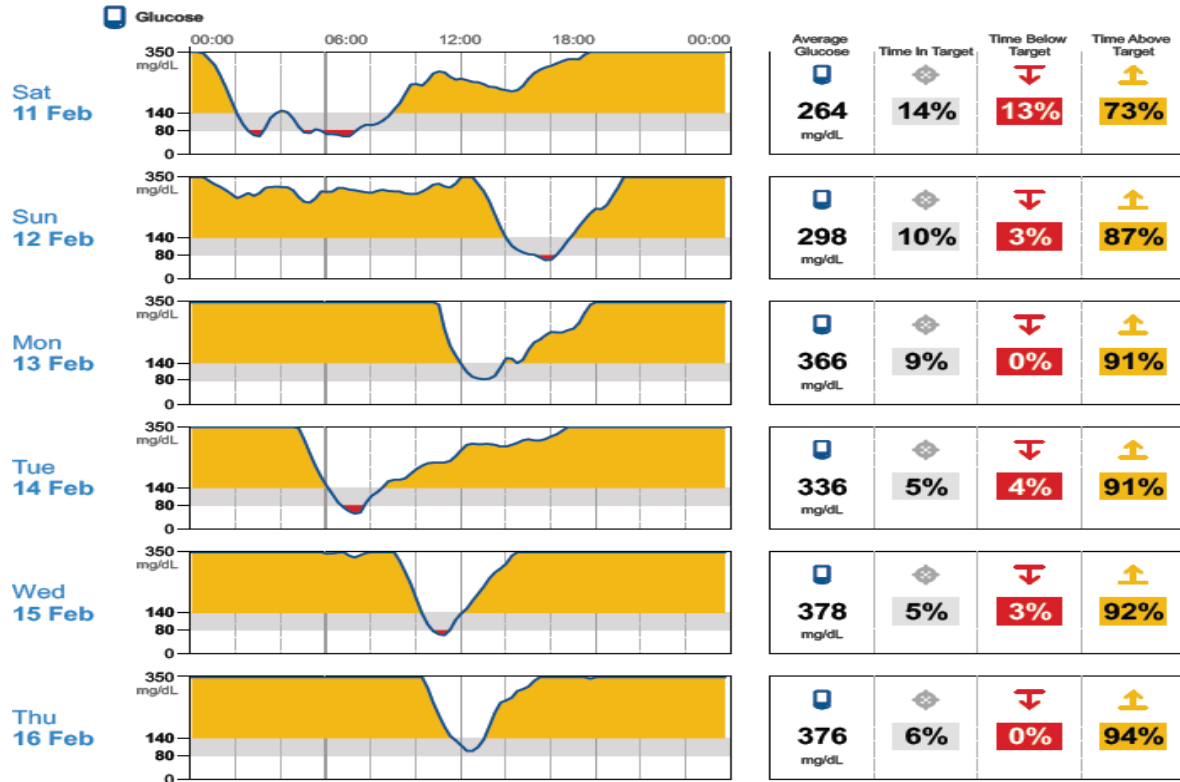 Glucose
00:00 06:00 12:00 18:00 00:00
Average Glucose Time In Target Time Below Target Time Above Target
Sat
11 Feb
350
mg/dL
140
80
0
264
mg/dL
14%
13%
73%
Sun
12 Feb
350
mg/dL
140
80
0
298
mg/dL
10%
3%
87%
Mon
13 Feb
350
mg/dL
140
80
0
366
mg/dL
9%
0%
91%
Tue
14 Feb
350
mg/dL
140
80
0
336
mg/dL
5%
4%
91%
Wed
15 Feb
350
mg/dL
140
80
0
378
mg/dL
5%
3%
92%
Thu
16 Feb
350
mg/dL
140
80
0
376
mg/dL
6%
0%
94%